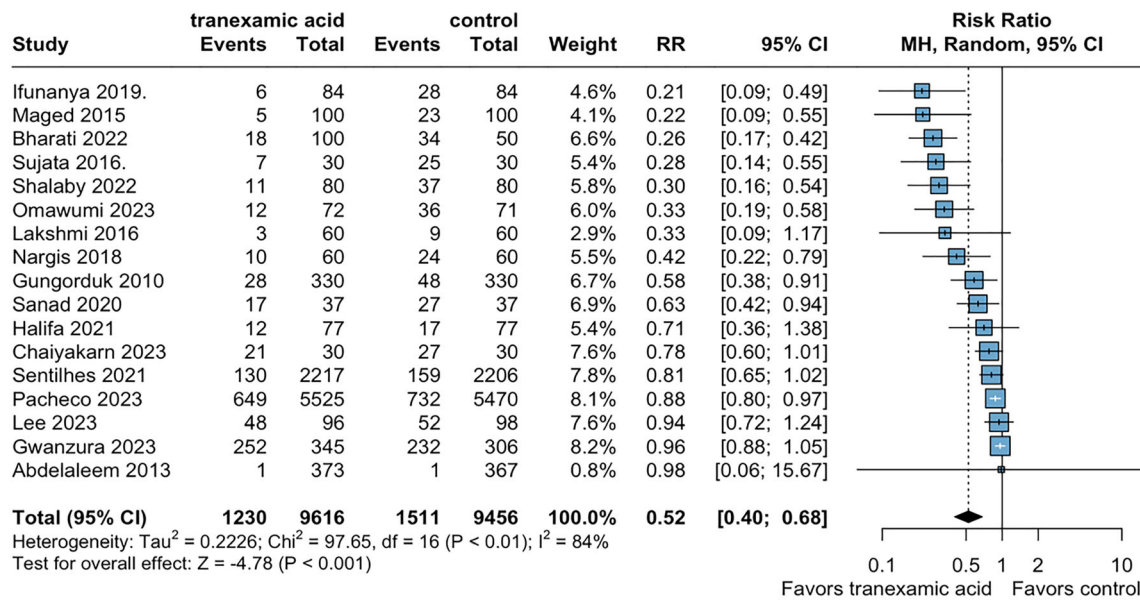 tranexamic acid control Risk Ratio
Study Events Total Events Total Weight RR 95% CI MH, Random, 95% CI
Ifunanya 2019. 6 84 28 84 4.6% 0.21 [0.09; 0.49]
Maged 2015 5 100 23 100 4.1% 0.22 [0.09; 0.55]
Bharati 2022 18 100 34 50 6.6% 0.26 [0.17; 0.42]
Sujata 2016. 7 30 25 30 5.4% 0.28 [0.14; 0.55]
Shalaby 2022 11 80 37 80 5.8% 0.30 [0.16; 0.54]
Omawumi 2023 12 72 36 71 6.0% 0.33 [0.19; 0.58]
Lakshmi 2016 3 60 9 60 2.9% 0.33 [0.09; 1.17]
Nargis 2018 10 60 24 60 5.5% 0.42 [0.22; 0.79]
Gungorduk 2010 28 330 48 330 6.7% 0.58 [0.38; 0.91]
Sanad 2020 17 37 27 37 6.9% 0.63 [0.42; 0.94]
Halifa 2021 12 77 17 77 5.4% 0.71 [0.36; 1.38]
Chaiyakarn 2023 21 30 27 30 7.6% 0.78 [0.60; 1.01]
Sentilhes 2021 130 2217 159 2206 7.8% 0.81 [0.65; 1.02]
Pacheco 2023 649 5525 732 5470 8.1% 0.88 [0.80; 0.97]
Lee 2023 48 96 52 98 7.6% 0.94 [0.72; 1.24]
Gwanzura 2023 252 345 232 306 8.2% 0.96 [0.88; 1.05]
Abdelaleem 2013 1 373 1 367 0.8% 0.98 [0.06; 15.67]
Total (95% CI) 1230 9616 1511 9456 100.0% 0.52 [0.40; 0.68]
Heterogeneity: Tau² = 0.2226; Chi² = 97.65, df = 16 (P < 0.01); I² = 84%
Test for overall effect: Z = -4.78 (P < 0.001)
0.1 0.5 1 2 10
Favors tranexamic acid Favors control